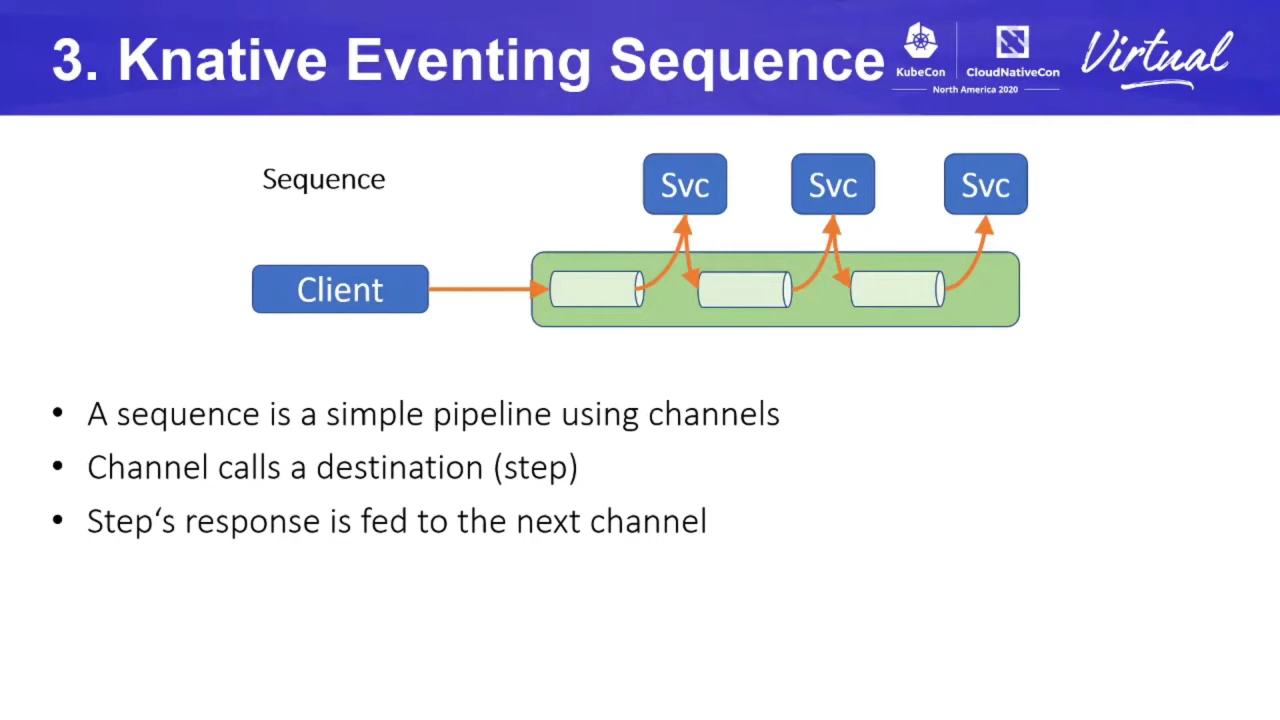 3. Knative Eventing Sequence
KubeCon
CloudNativeCon
North America 2020
Virtual
Sequence
Svc
Svc
Svc
Client
• A sequence is a simple pipeline using channels
• Channel calls a destination (step)
• Step‘s response is fed to the next channel